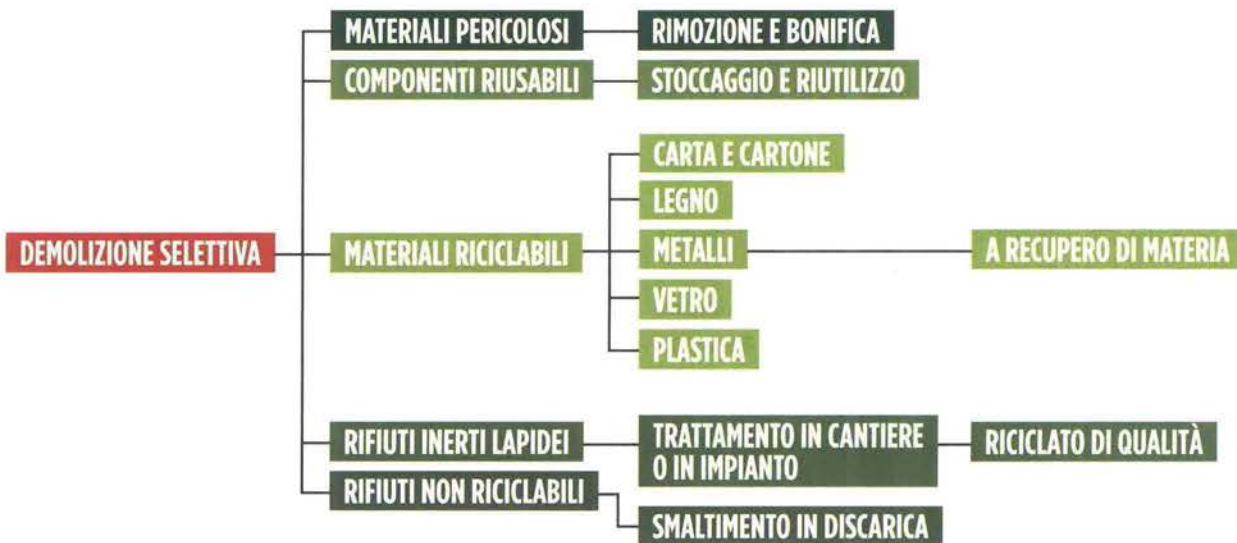 MATERIALI PERICOLOSI
RIMOZIONE E BONIFICA
COMPONENTI RIUSABILI
STOCCAGGIO E RIUTILIZZO
CARTA E CARTONE
LEGNO
DEMOLIZIONE SELETTIVA
MATERIALI RICICLABILI
METALLI
A RECUPERO DI MATERIA
VETRO
PLASTICA
RIFIUTI INERTI LAPIDEI
TRATTAMENTO IN CANTIERE
O IN IMPIANTO
RICICLATO DI QUALITÀ
RIFIUTI NON RICICLABILI
SMALTIMENTO IN DISCARICA